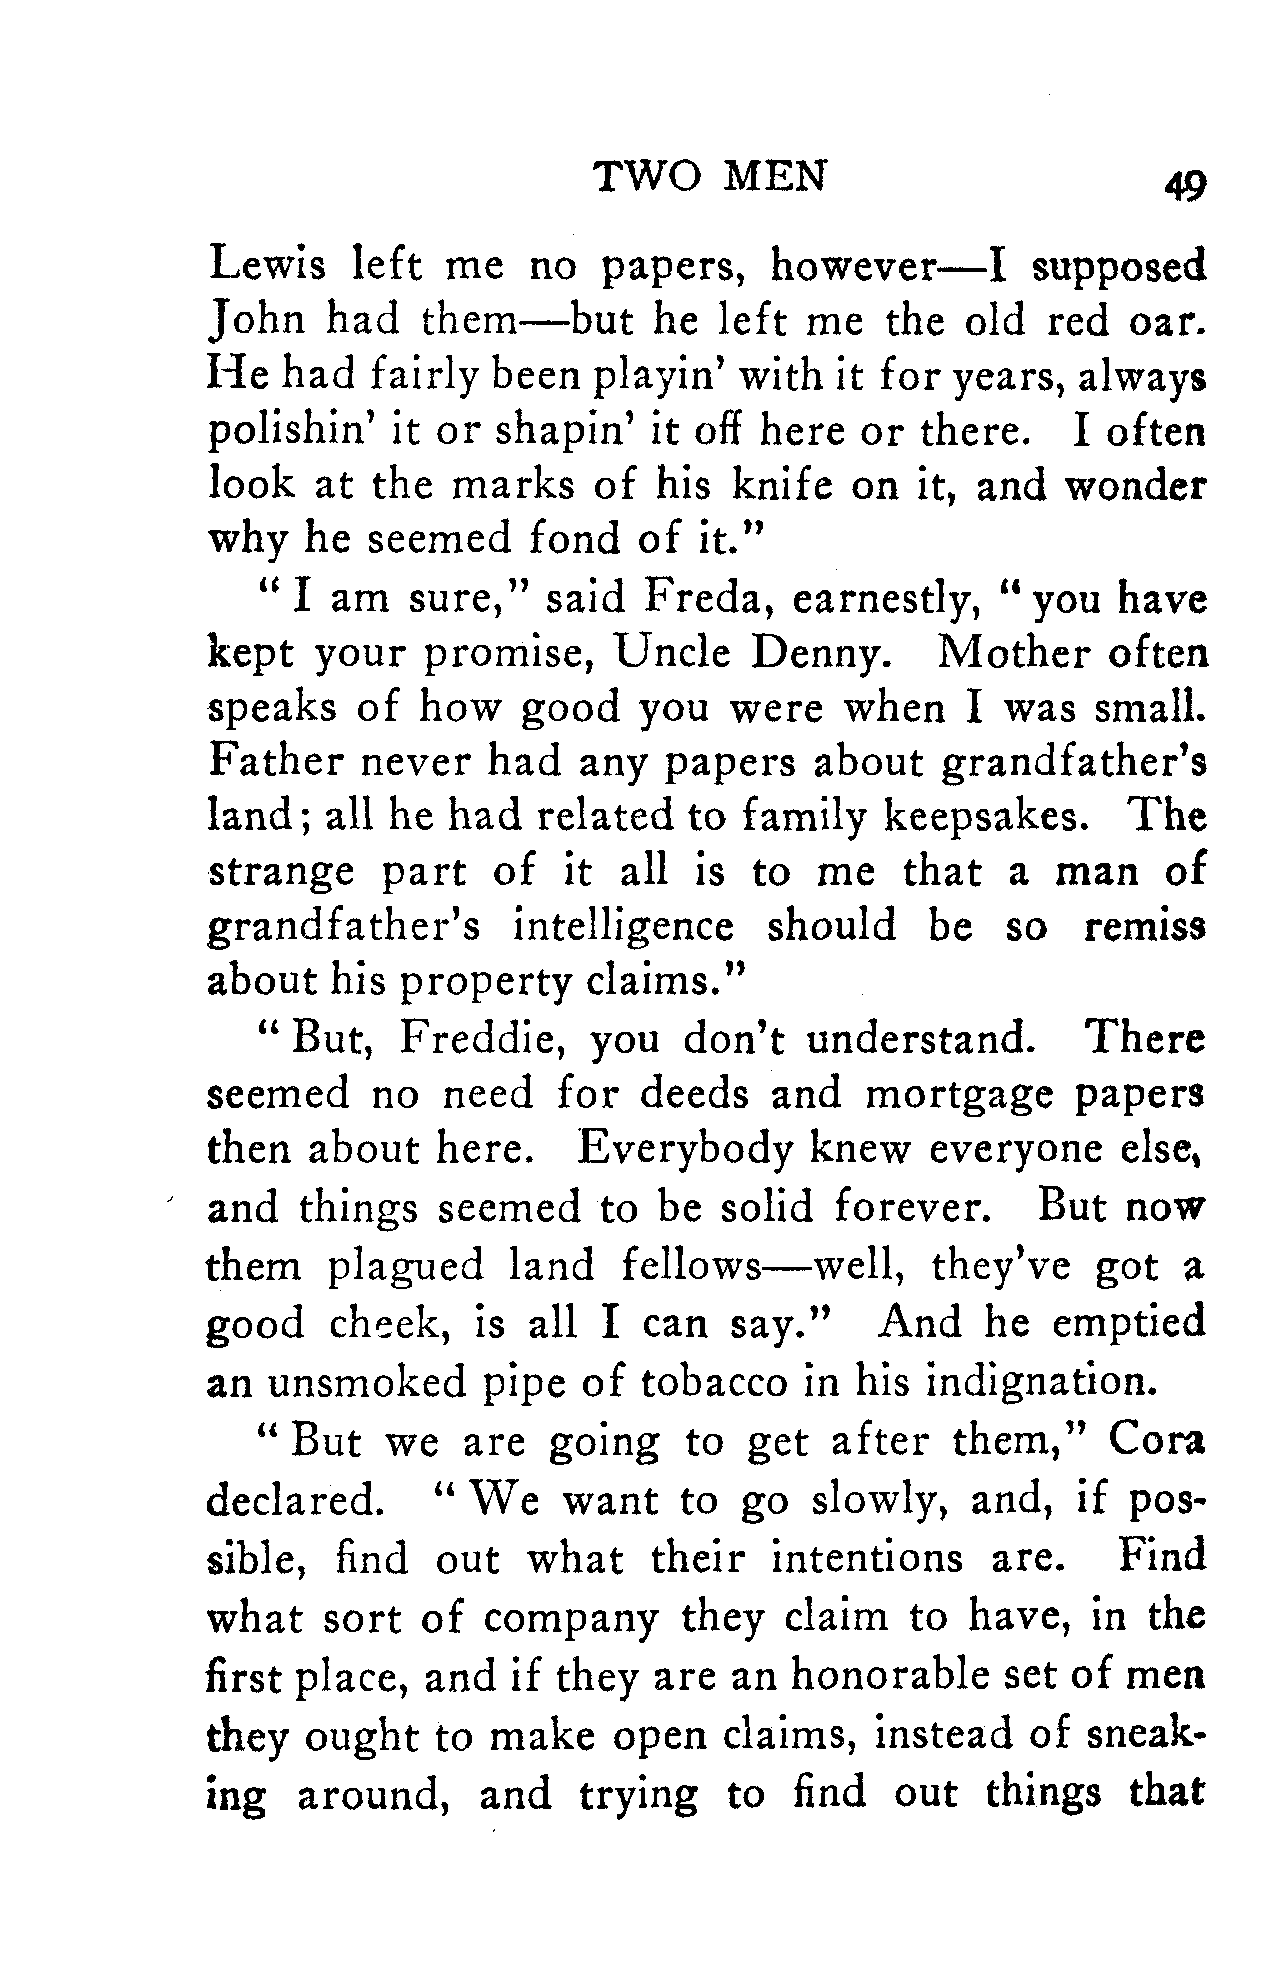 TWO MEN 49
Lewis left me no papers, however—I supposed
John had them—but he left me the old red oar.
He had fairly been playin' with it for years, always
polishin' it or shapin' it off here or there. I often
look at the marks of his knife on it, and wonder
why he seemed fond of it."
" I am sure," said Freda, earnestly, " you have
kept your promise, Uncle Denny. Mother often
speaks of how good you were when I was small.
Father never had any papers about grandfather's
land; all he had related to family keepsakes. The
strange part of it all is to me that a man of
grandfather's intelligence should be so remiss
about his property claims."
" But, Freddie, you don't understand. There
seemed no need for deeds and mortgage papers
then about here. Everybody knew everyone else,
and things seemed to be solid forever. But now
them plagued land fellows—well, they've got a
good cheek, is all I can say." And he emptied
an unsmoked pipe of tobacco in his indignation.
" But we are going to get after them," Cora
declared. " We want to go slowly, and, if pos-
sible, find out what their intentions are. Find
what sort of company they claim to have, in the
first place, and if they are an honorable set of men
they ought to make open claims, instead of sneak-
ing around, and trying to find out things that